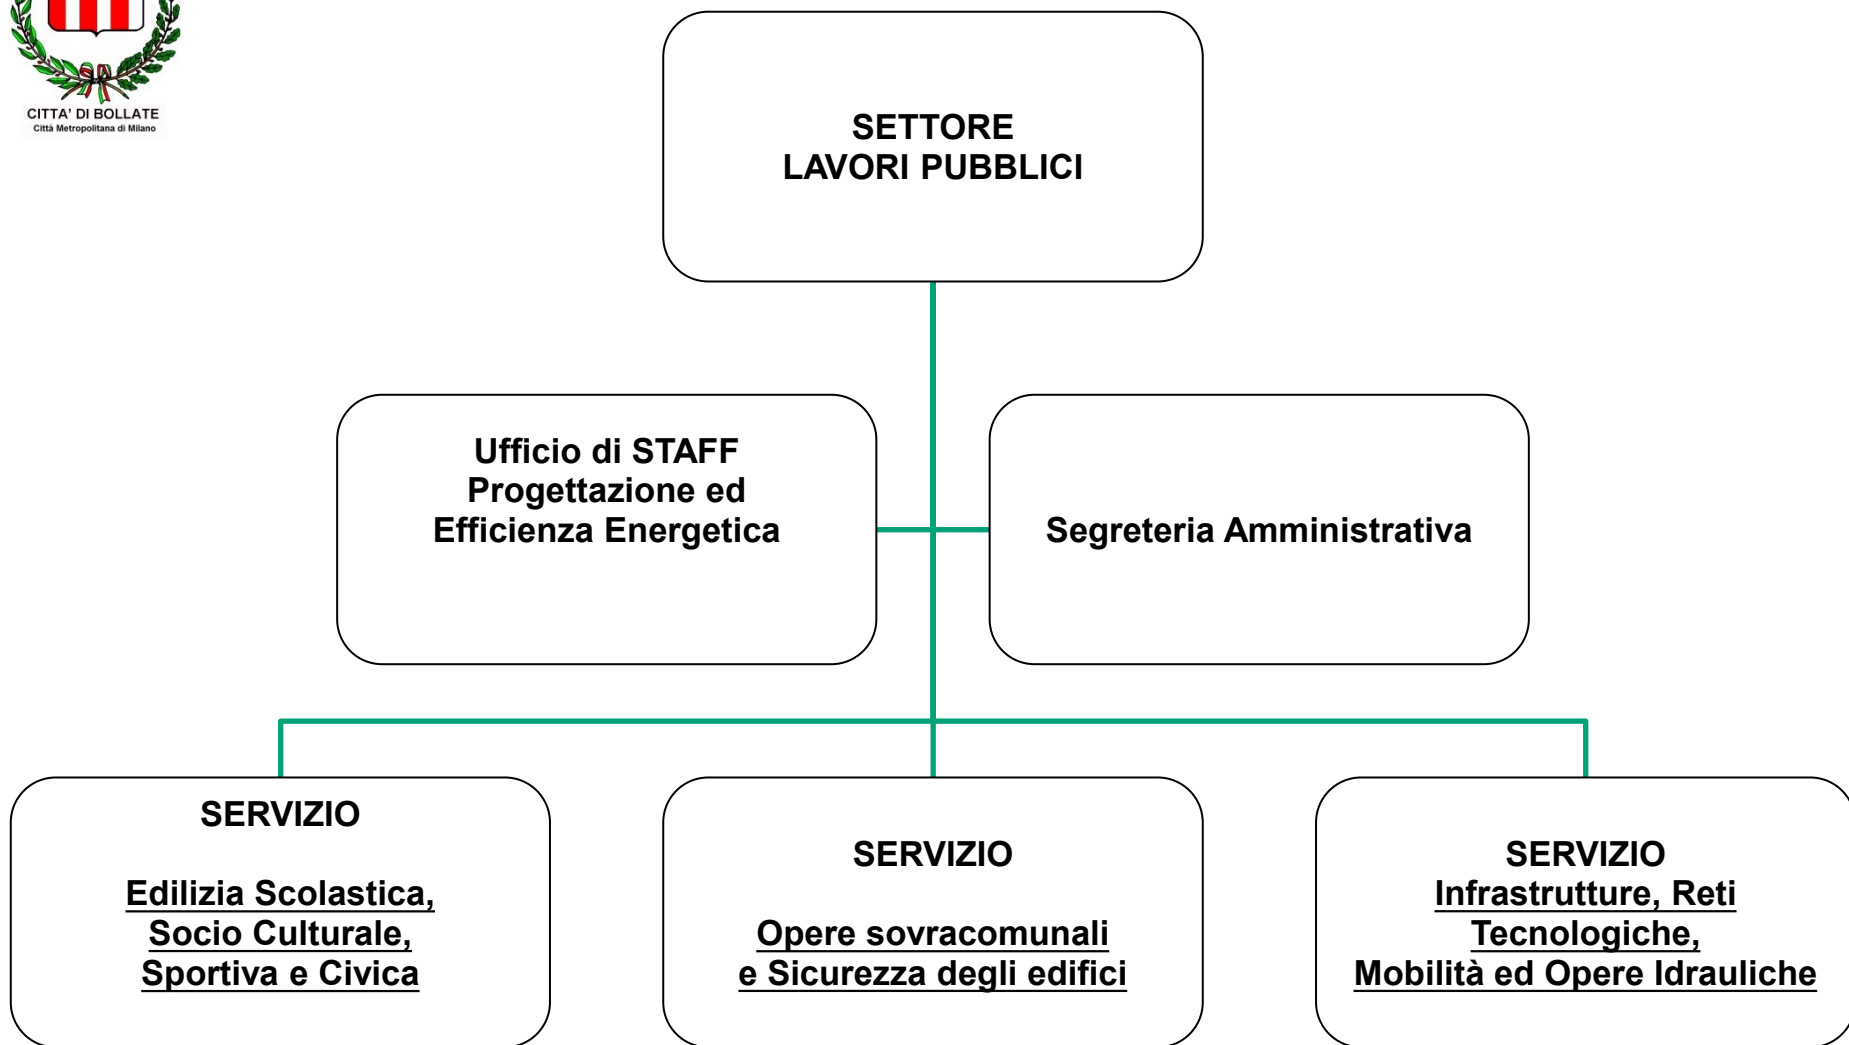 CITTA' DI BOLLATE
Città Metropolitana di Milano
SETTORE
LAVORI PUBBLICI
Ufficio di STAFF
Progettazione ed
Efficienza Energetica
Segreteria Amministrativa
SERVIZIO
Edilizia Scolastica,
Socio Culturale,
Sportiva e Civica
SERVIZIO
Opere sovracomunali
e Sicurezza degli edifici
SERVIZIO
Infrastrutture, Reti
Tecnologiche,
Mobilità ed Opere Idrauliche